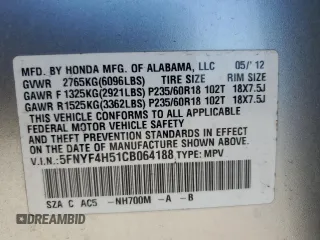 MFD. BY HONDA MFG. OF ALABAMA, LLC 05/'12
GVWR 2765KG(6096LBS) TIRE SIZE RIM SIZE
GAWR F 1325KG(2921LBS) P235/60R18 102T 18X7.5J
GAWR R1525KG(3362LBS) P235/60R18 102T 18X7.5J
THIS VEHICLE CONFORMS TO ALL APPLICABLE
FEDERAL MOTOR VEHICLE SAFETY AND
THEFT PREVENTION STANDARDS IN EFFECT ON
THE DATE OF MANUFACTURE SHOWN ABOVE.
V.I.N.: 5FNYF4H51CB064188 TYPE: MPV
SZA C AC5 -NH700M -A -B
DREAMBID